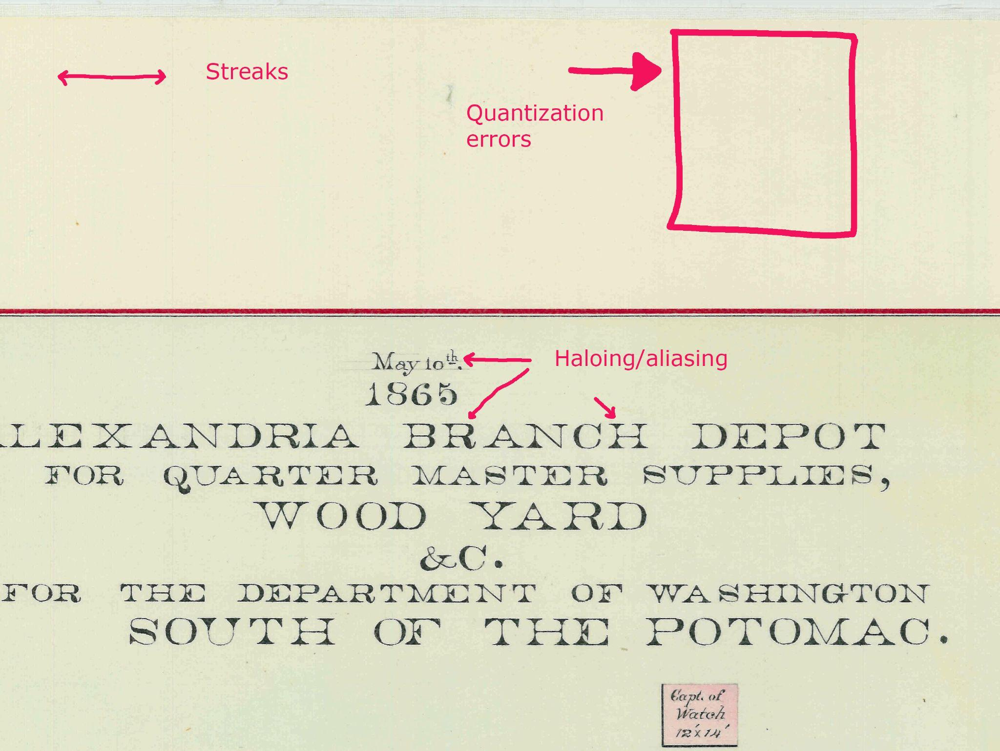 Streaks
Quantization
errors
May 10th.
1865
ALEXANDRIA BRANCH DEPOT
FOR QUARTER MASTER SUPPLIES,
WOOD YARD
&C.
FOR THE DEPARTMENT OF WASHINGTON
SOUTH OF THE POTOMAC.
Haloing/aliasing
Capt. of
Watch
12'x14'